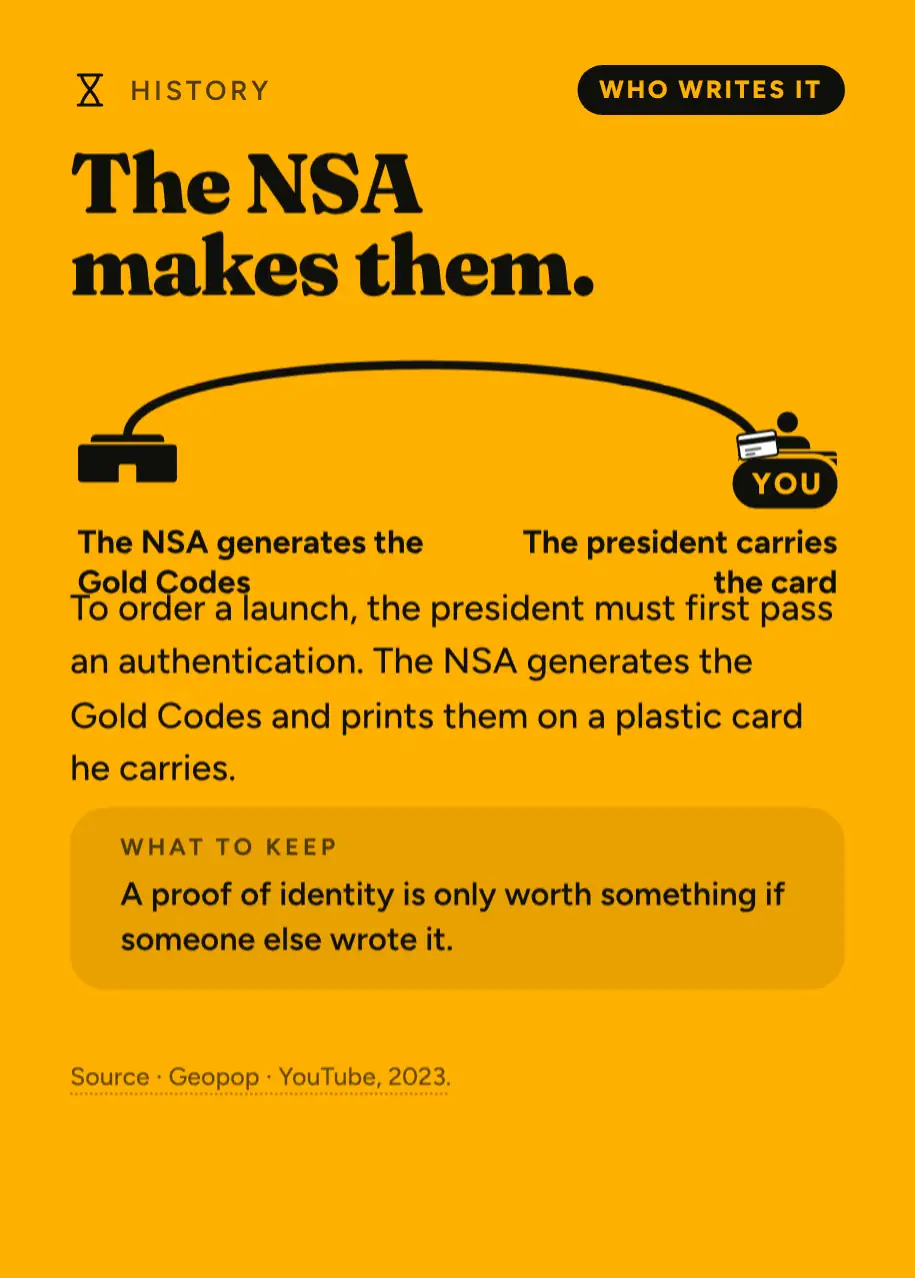 HISTORY
WHO WRITES IT
The NSA
makes them.
YOU
The NSA generates the
Gold Codes
The president carries
the card
To order a launch, the president must first pass
an authentication. The NSA generates the
Gold Codes and prints them on a plastic card
he carries.
WHAT TO KEEP
A proof of identity is only worth something if
someone else wrote it.
Source · Geopop · YouTube, 2023.